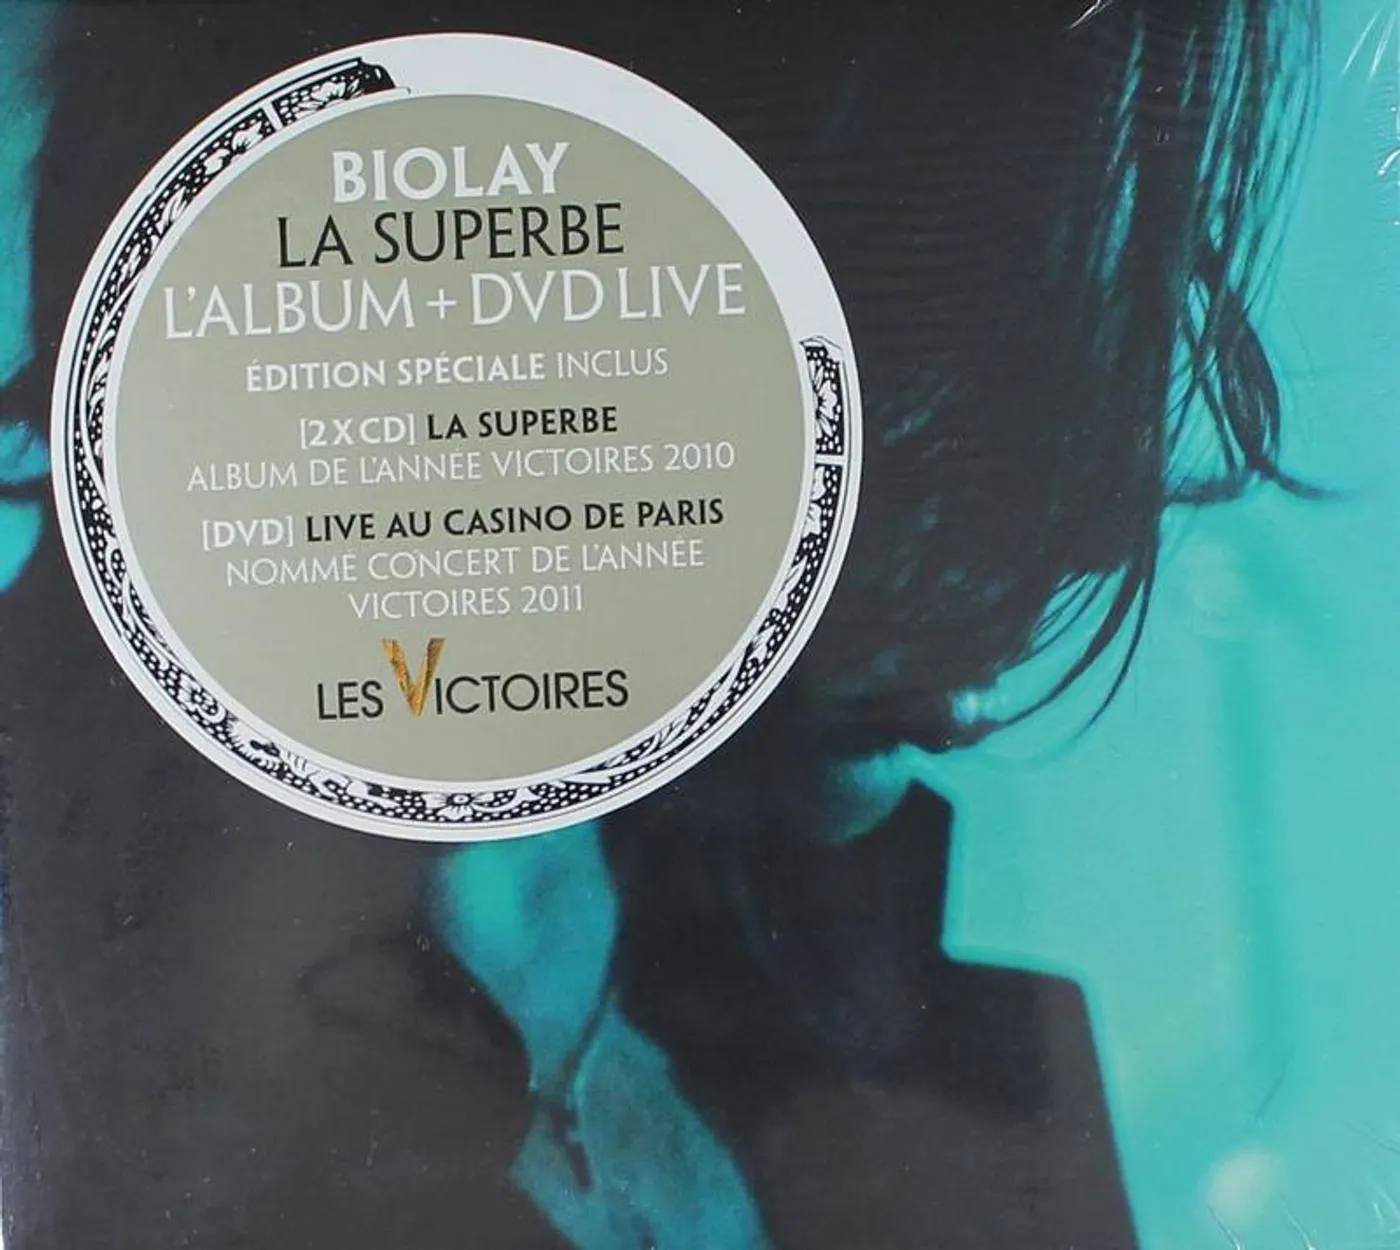 BIOLAY
LA SUPERBE
L'ALBUM + DVD LIVE
ÉDITION SPÉCIALE INCLUS
[2 X CD] LA SUPERBE
ALBUM DE L'ANNÉE VICTOIRES 2010
[DVD] LIVE AU CASINO DE PARIS
NOMMÉ CONCERT DE L'ANNÉE
VICTOIRES 2011
LES VICTOIRES